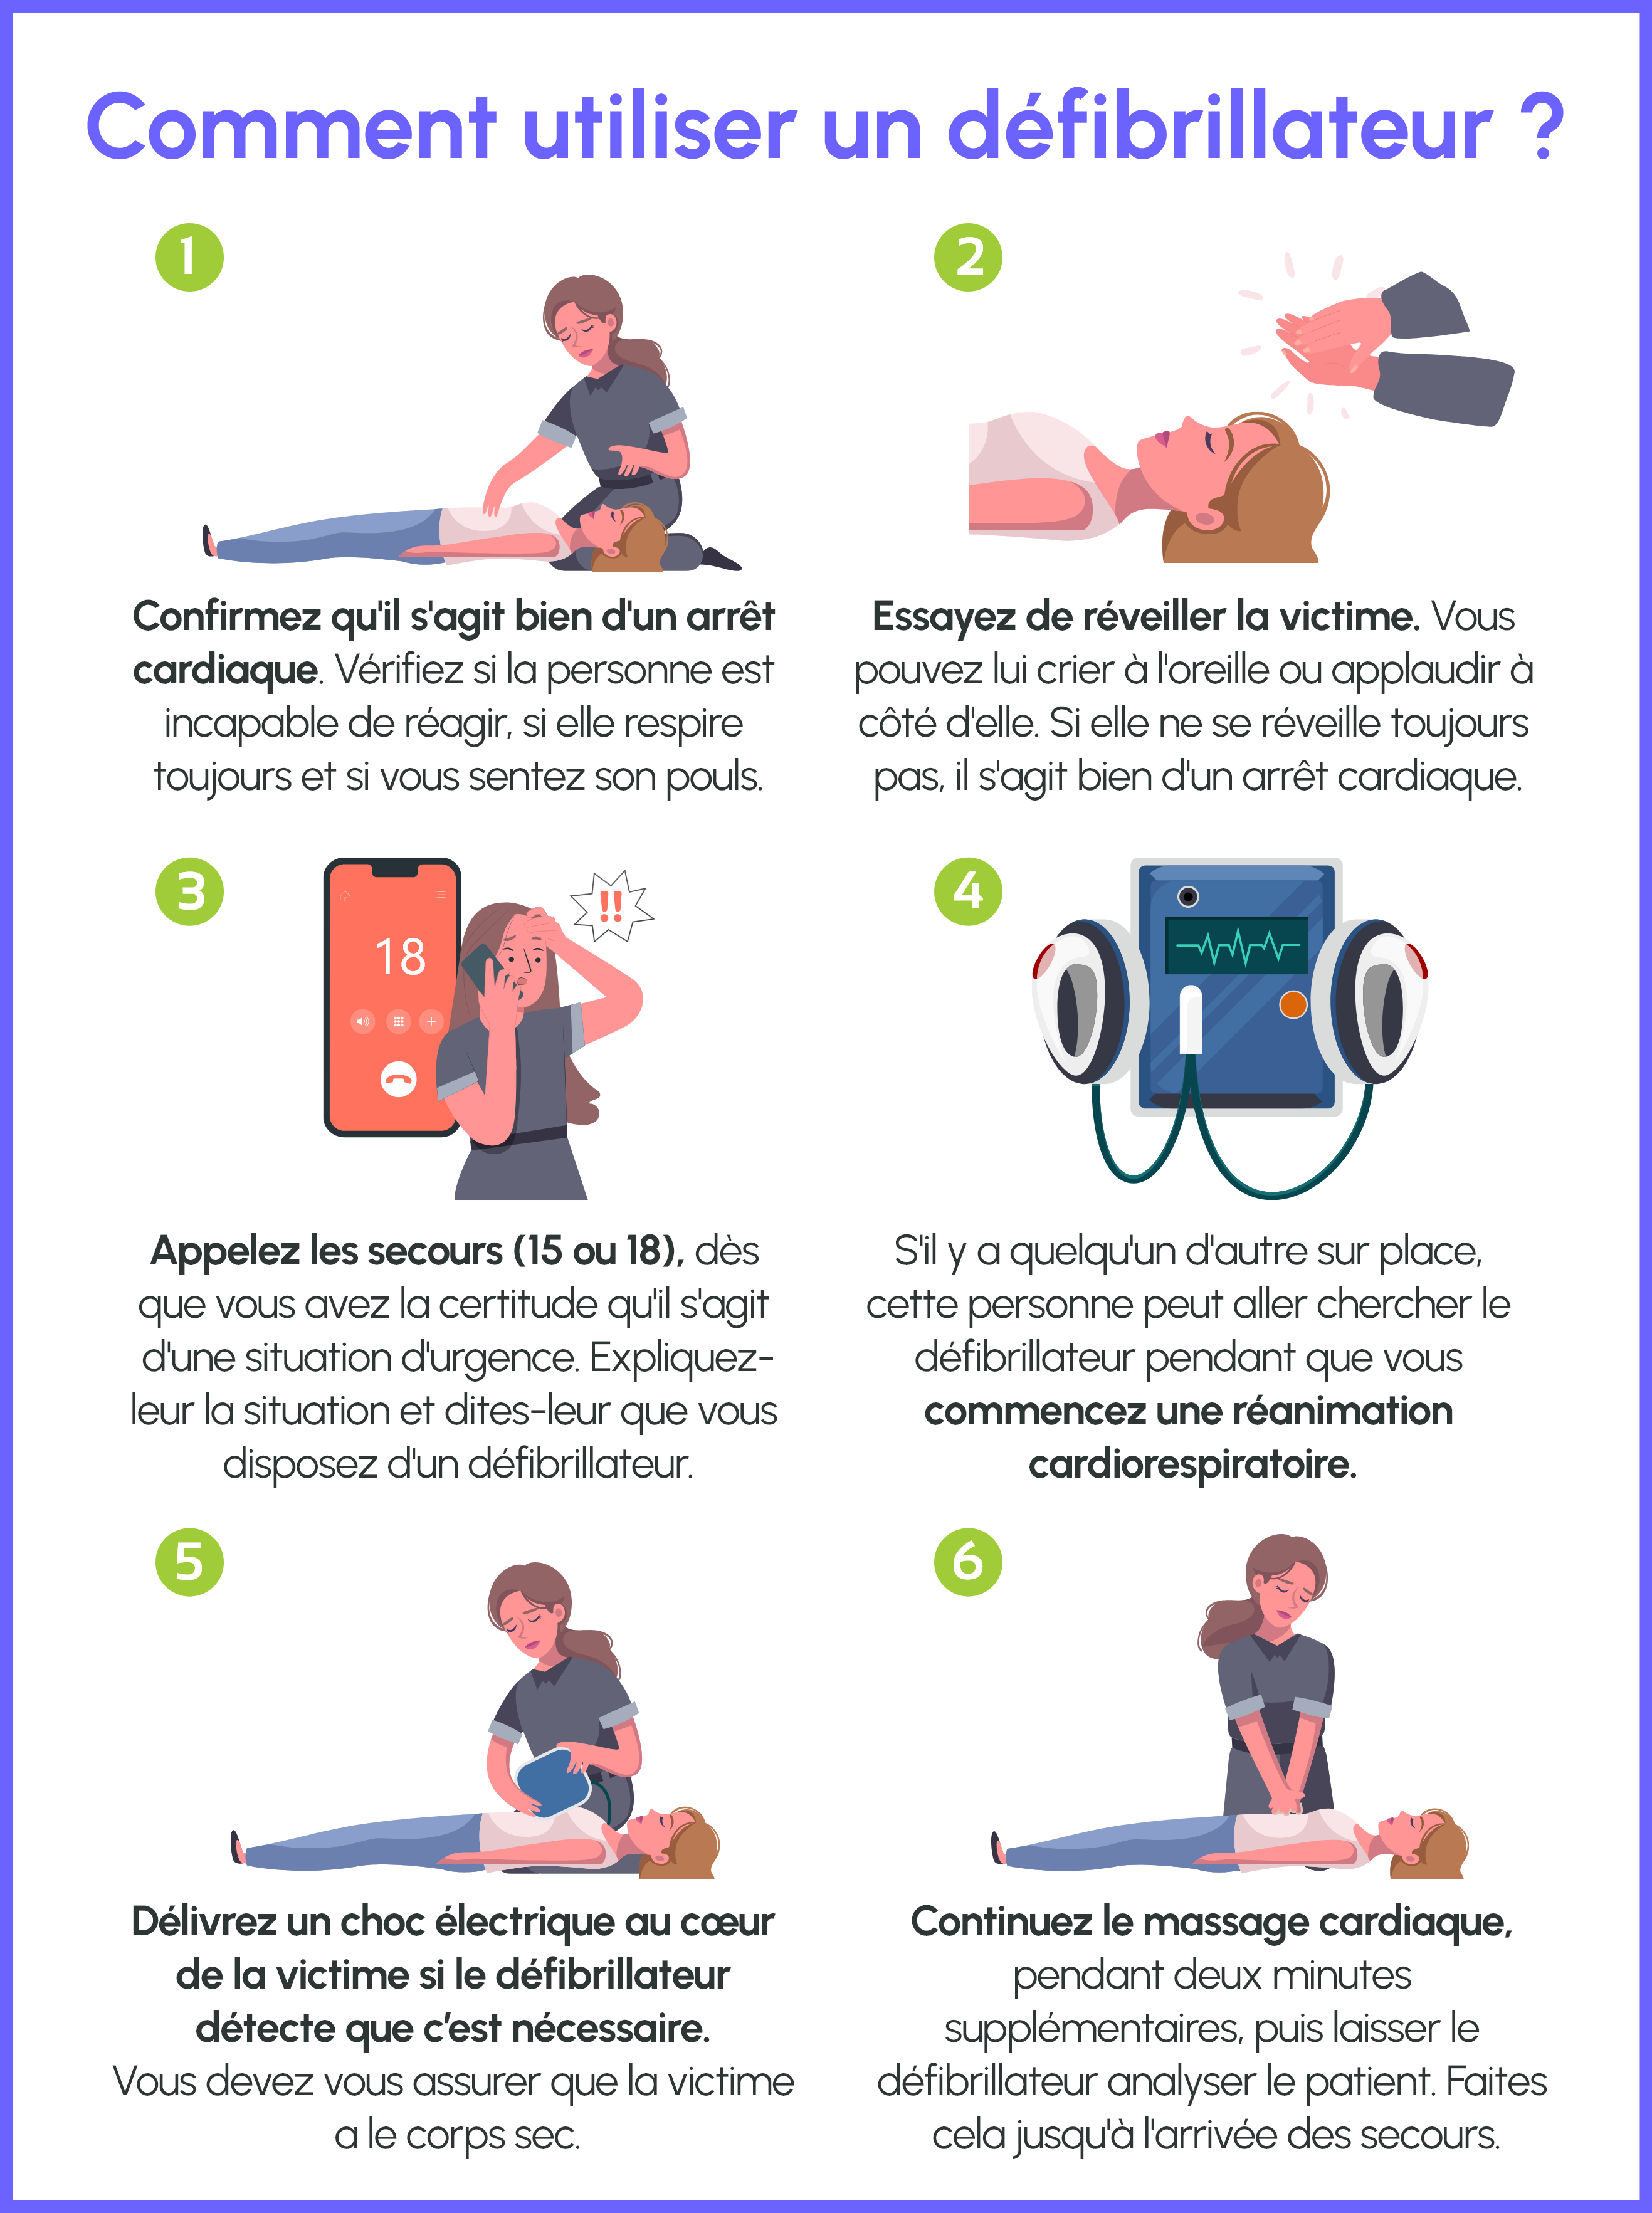 Comment utiliser un défibrillateur ?
1
Confirmez qu'il s'agit bien d'un arrêt
cardiaque. Vérifiez si la personne est
incapable de réagir, si elle respire
toujours et si vous sentez son pouls.
2
Essayez de réveiller la victime. Vous
pouvez lui crier à l'oreille ou applaudir à
côté d'elle. Si elle ne se réveille toujours
pas, il s'agit bien d'un arrêt cardiaque.
3
18
!!
Appelez les secours (15 ou 18), dès
que vous avez la certitude qu'il s'agit
d'une situation d'urgence. Expliquez-
leur la situation et dites-leur que vous
disposez d'un défibrillateur.
4
S'il y a quelqu'un d'autre sur place,
cette personne peut aller chercher le
défibrillateur pendant que vous
commencez une réanimation
cardiorespiratoire.
5
Délivrez un choc électrique au cœur
de la victime si le défibrillateur
détecte que c’est nécessaire.
Vous devez vous assurer que la victime
a le corps sec.
6
Continuez le massage cardiaque,
pendant deux minutes
supplémentaires, puis laisser le
défibrillateur analyser le patient. Faites
cela jusqu'à l'arrivée des secours.